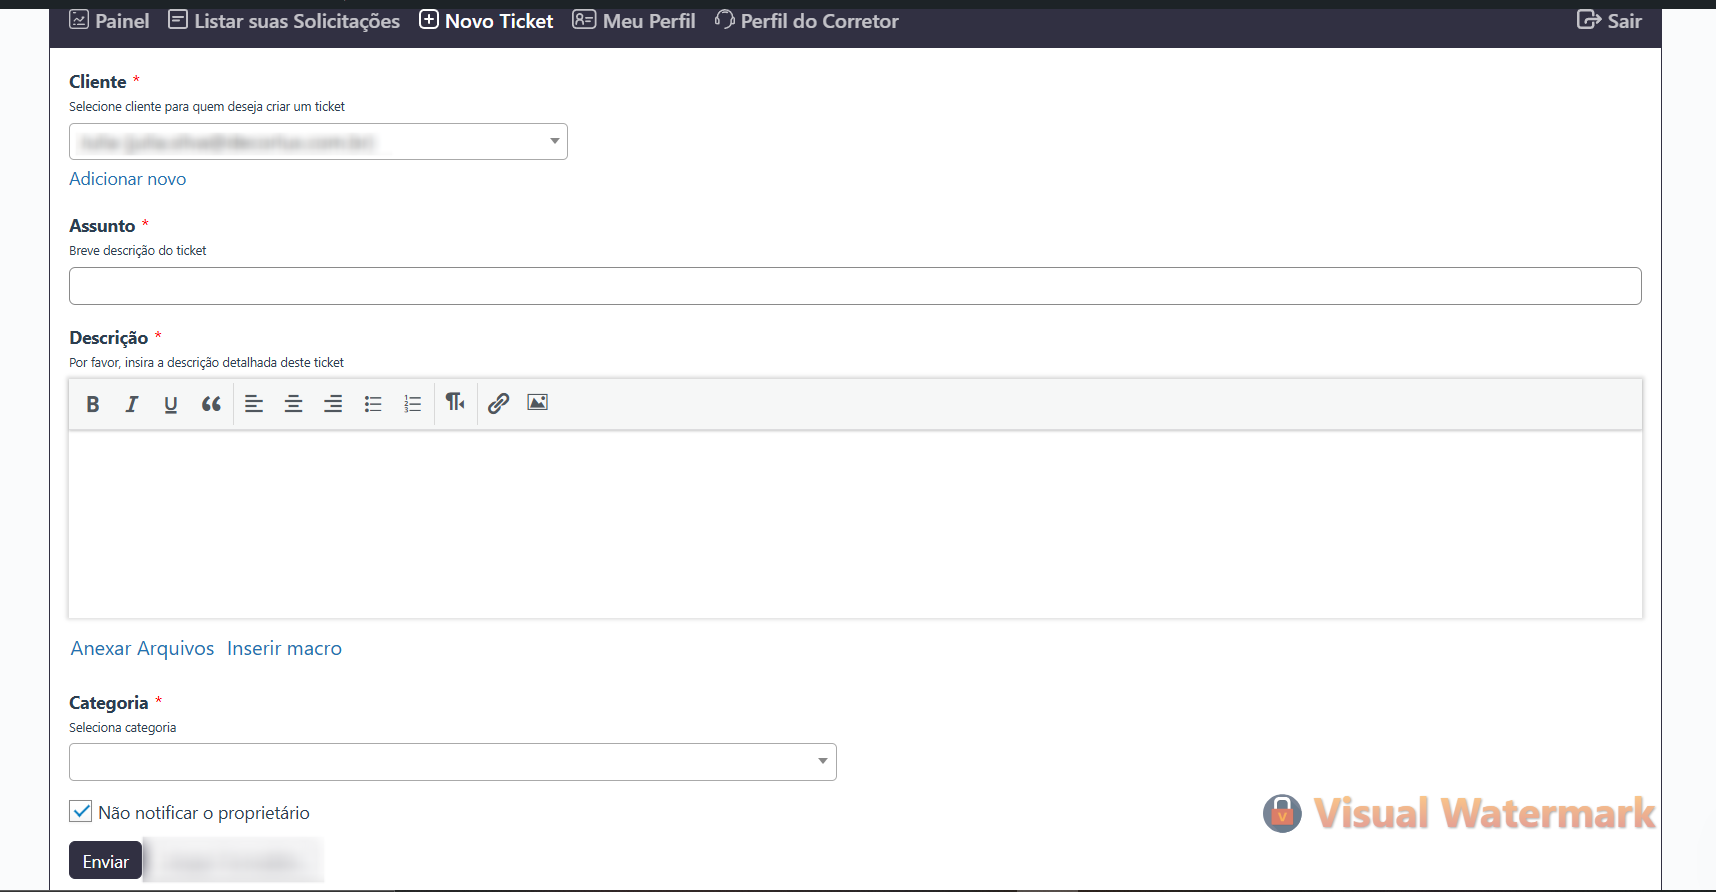 Painel Listar suas Solicitações Novo Ticket Meu Perfil Perfil do Corretor Sair
Cliente *
Selecione cliente para quem deseja criar um ticket
Adicionar novo
Assunto *
Breve descrição do ticket
Descrição *
Por favor, insira a descrição detalhada deste ticket
B I U
Anexar Arquivos Inserir macro
Categoria *
Seleciona categoria
Não notificar o proprietário
Visual Watermark
Enviar